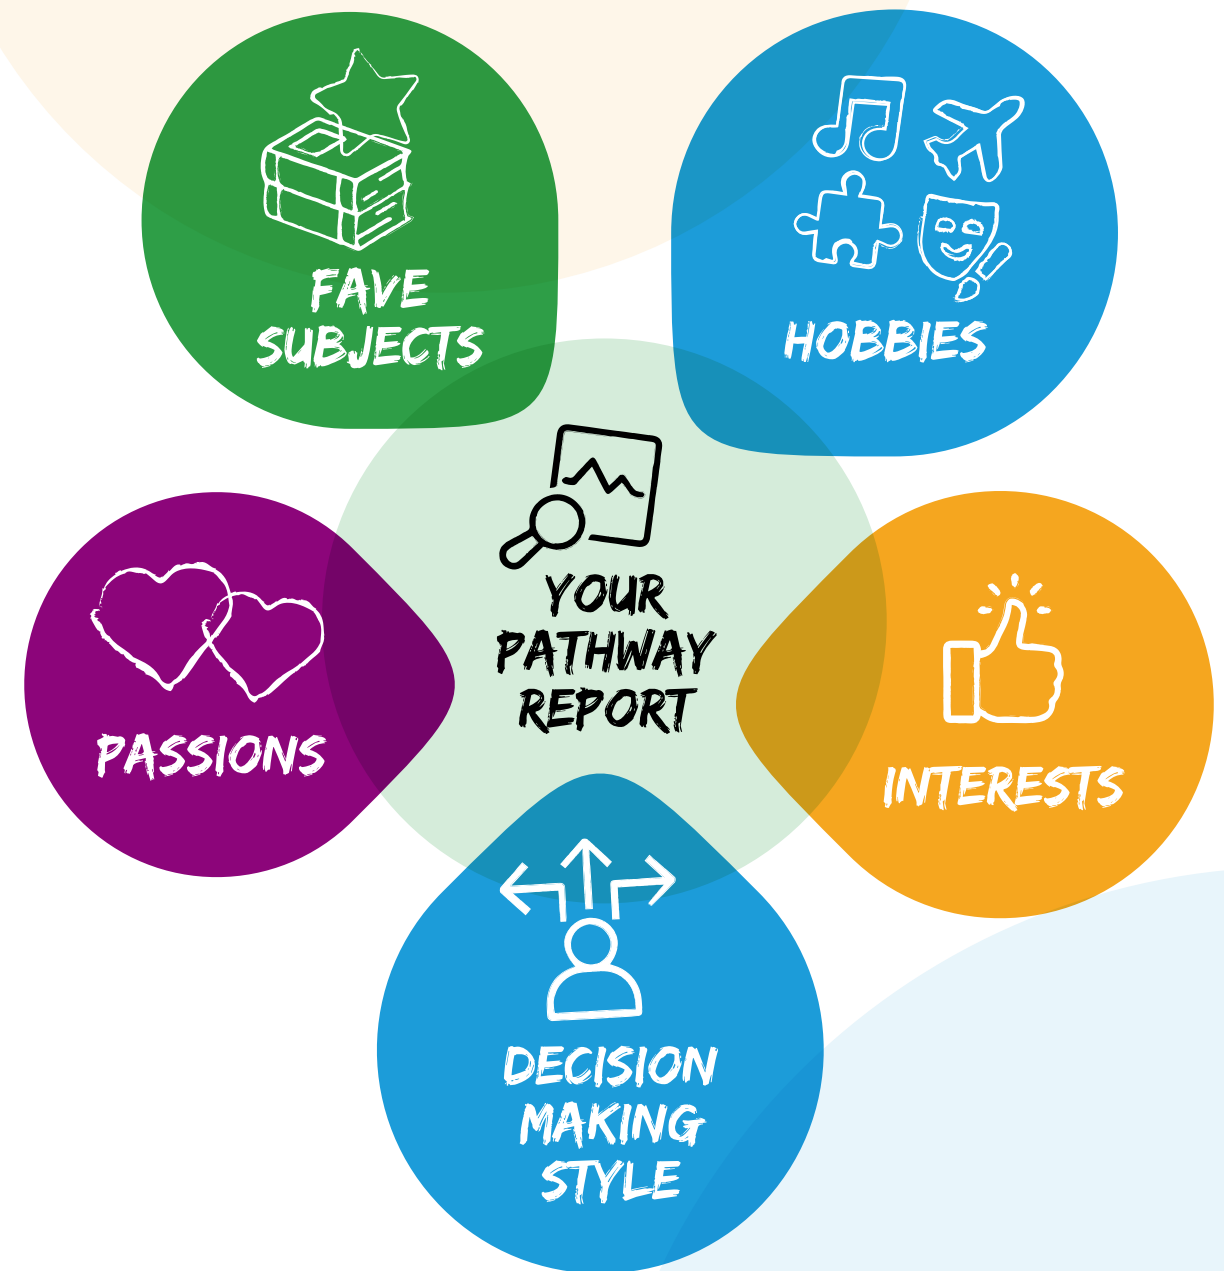 FAVE
SUBJECTS
HOBBIES
YOUR
PATHWAY
REPORT
PASSIONS
INTERESTS
DECISION
MAKING
STYLE